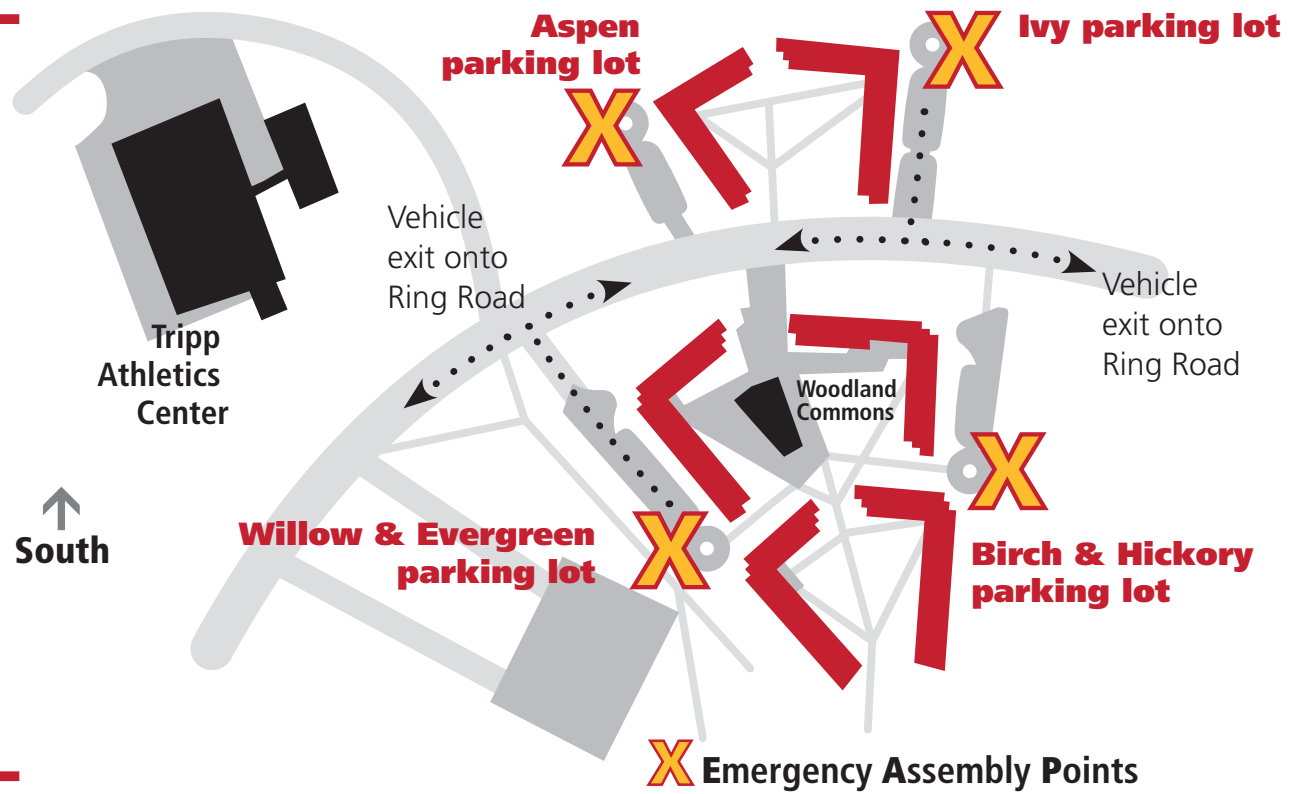 Aspen
parking lot
X
Ivy parking lot
X
Vehicle
exit onto
Ring Road
Vehicle
exit onto
Ring Road
Tripp
Athletics
Center
Woodland
Commons
South
Willow & Evergreen
parking lot
X
X
Birch & Hickory
parking lot
X Emergency Assembly Points